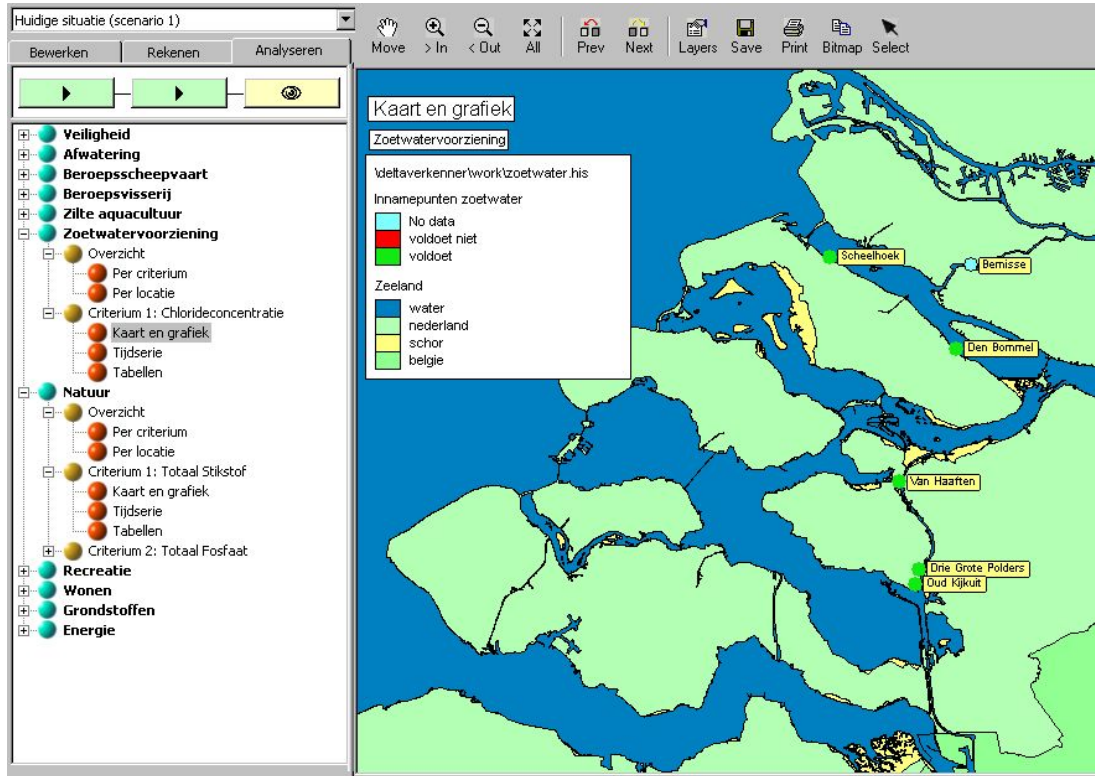 Huidige situatie (scenario 1)
Bewerken
Rekenen
Analyseren
Move
> In
< Out
All
Prev
Next
Layers
Save
Print
Bitmap
Select
Veiligheid
Afwatering
Beroepsscheepvaart
Beroepsvisserij
Zilte aquacultuur
Zoetwatervoorziening
Overzicht
Per criterium
Per locatie
Criterium 1: Chlorideconcentratie
Kaart en grafiek
Tijdserie
Tabellen
Natuur
Overzicht
Per criterium
Per locatie
Criterium 1: Totaal Stikstof
Kaart en grafiek
Tijdserie
Tabellen
Criterium 2: Totaal Fosfaat
Recreatie
Wonen
Grondstoffen
Energie
Kaart en grafiek
Zoetwatervoorziening
\deltaverkenner\work\zoetwater.his
Innamepunten zoetwater
No data
voldoet niet
voldoet
Zeeland
water
nederland
schor
belgie
Scheelhoek
Bernisse
Den Bommel
Van Haaften
Drie Grote Polders
Oud Kijkuit